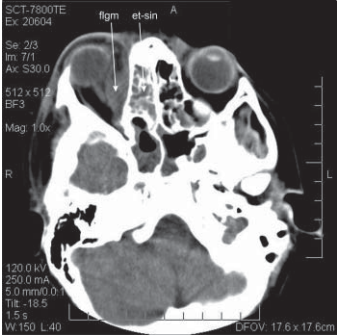 SCT-7800TE
Ex: 20604
flgm et-sin A
Se: 2/3
Im: 7/1
Ax: S30.0
512 x 512
BF3
Mag: 1.0x
R L
120.0 kV
250.0 mA
5.0 mm/0.0:1
Tilt: -18.5
1.5 s
W:150 L:40 DFOV: 17.6 x 17.6cm